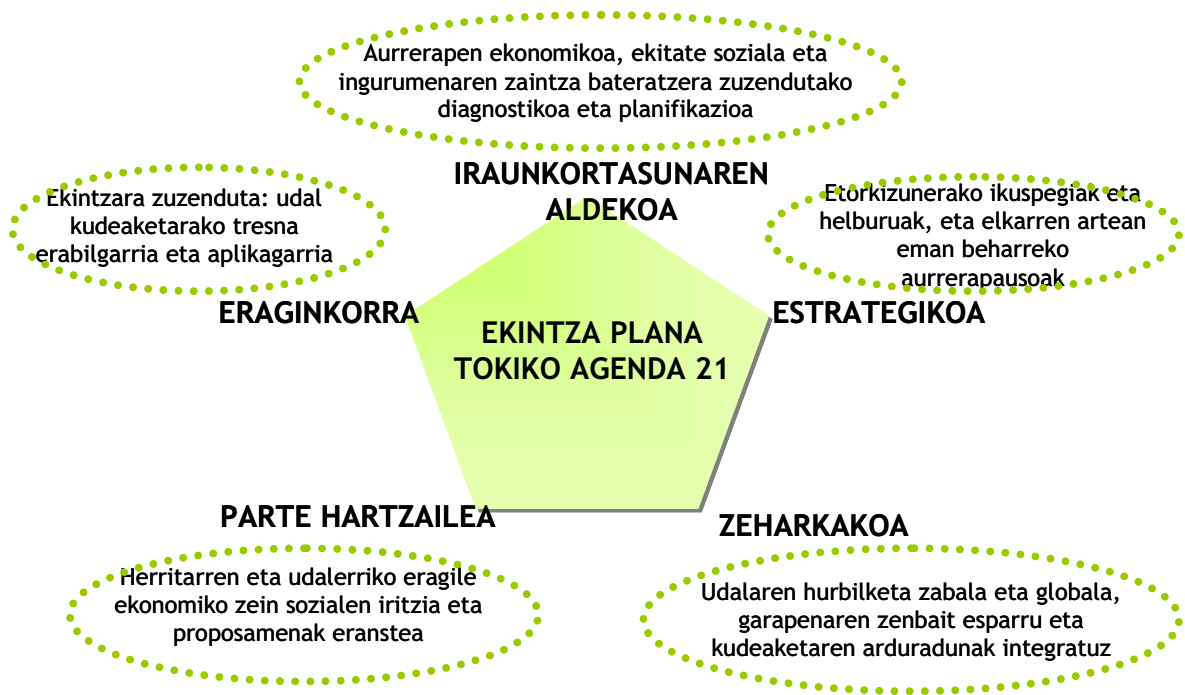 Aurrerapen ekonomikoa, ekitate soziala eta
ingurumenaren zaintza bateratzera zuzendutako
diagnostikoa eta planifikazioa
IRAUNKORTASUNAREN
ALDEKOA
Ekintzara zuzenduta: udal
kudeaketarako tresna
erabilgarria eta aplikagarria
ERAGINKORRA
Etorkizunerako ikuspegiak eta
helburuak, eta elkarren artean
eman beharreko
aurrerapausoak
ESTRATEGIKOA
EKINTZA PLANA
TOKIKO AGENDA 21
PARTE HARTZAILEA
Herritarren eta udalerriko eragile
ekonomiko zein sozialen iritzia eta
proposamenak eranstea
ZEHARKAKOA
Udalaren hurbilketa zabala eta globala,
garapenaren zenbait esparru eta
kudeaketaren arduradunak integratuz